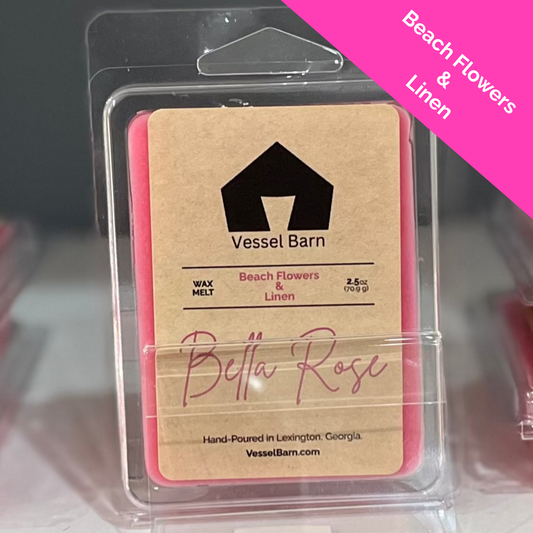 Beach Flowers
&
Linen
Vessel Barn
WAX
MELT
Beach Flowers
&
Linen
2.5oz
(70.9 g)
Bella Rose
Hand-Poured in Lexington, Georgia.
VesselBarn.com